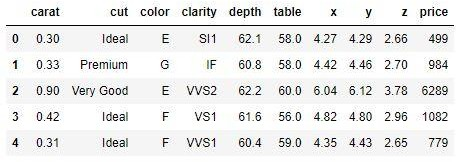 carat cut color clarity depth table x y z price
0 0.30 Ideal E SI1 62.1 58.0 4.27 4.29 2.66 499
1 0.33 Premium G IF 60.8 58.0 4.42 4.46 2.70 984
2 0.90 Very Good E VVS2 62.2 60.0 6.04 6.12 3.78 6289
3 0.42 Ideal F VS1 61.6 56.0 4.82 4.80 2.96 1082
4 0.31 Ideal F VVS1 60.4 59.0 4.35 4.43 2.65 779